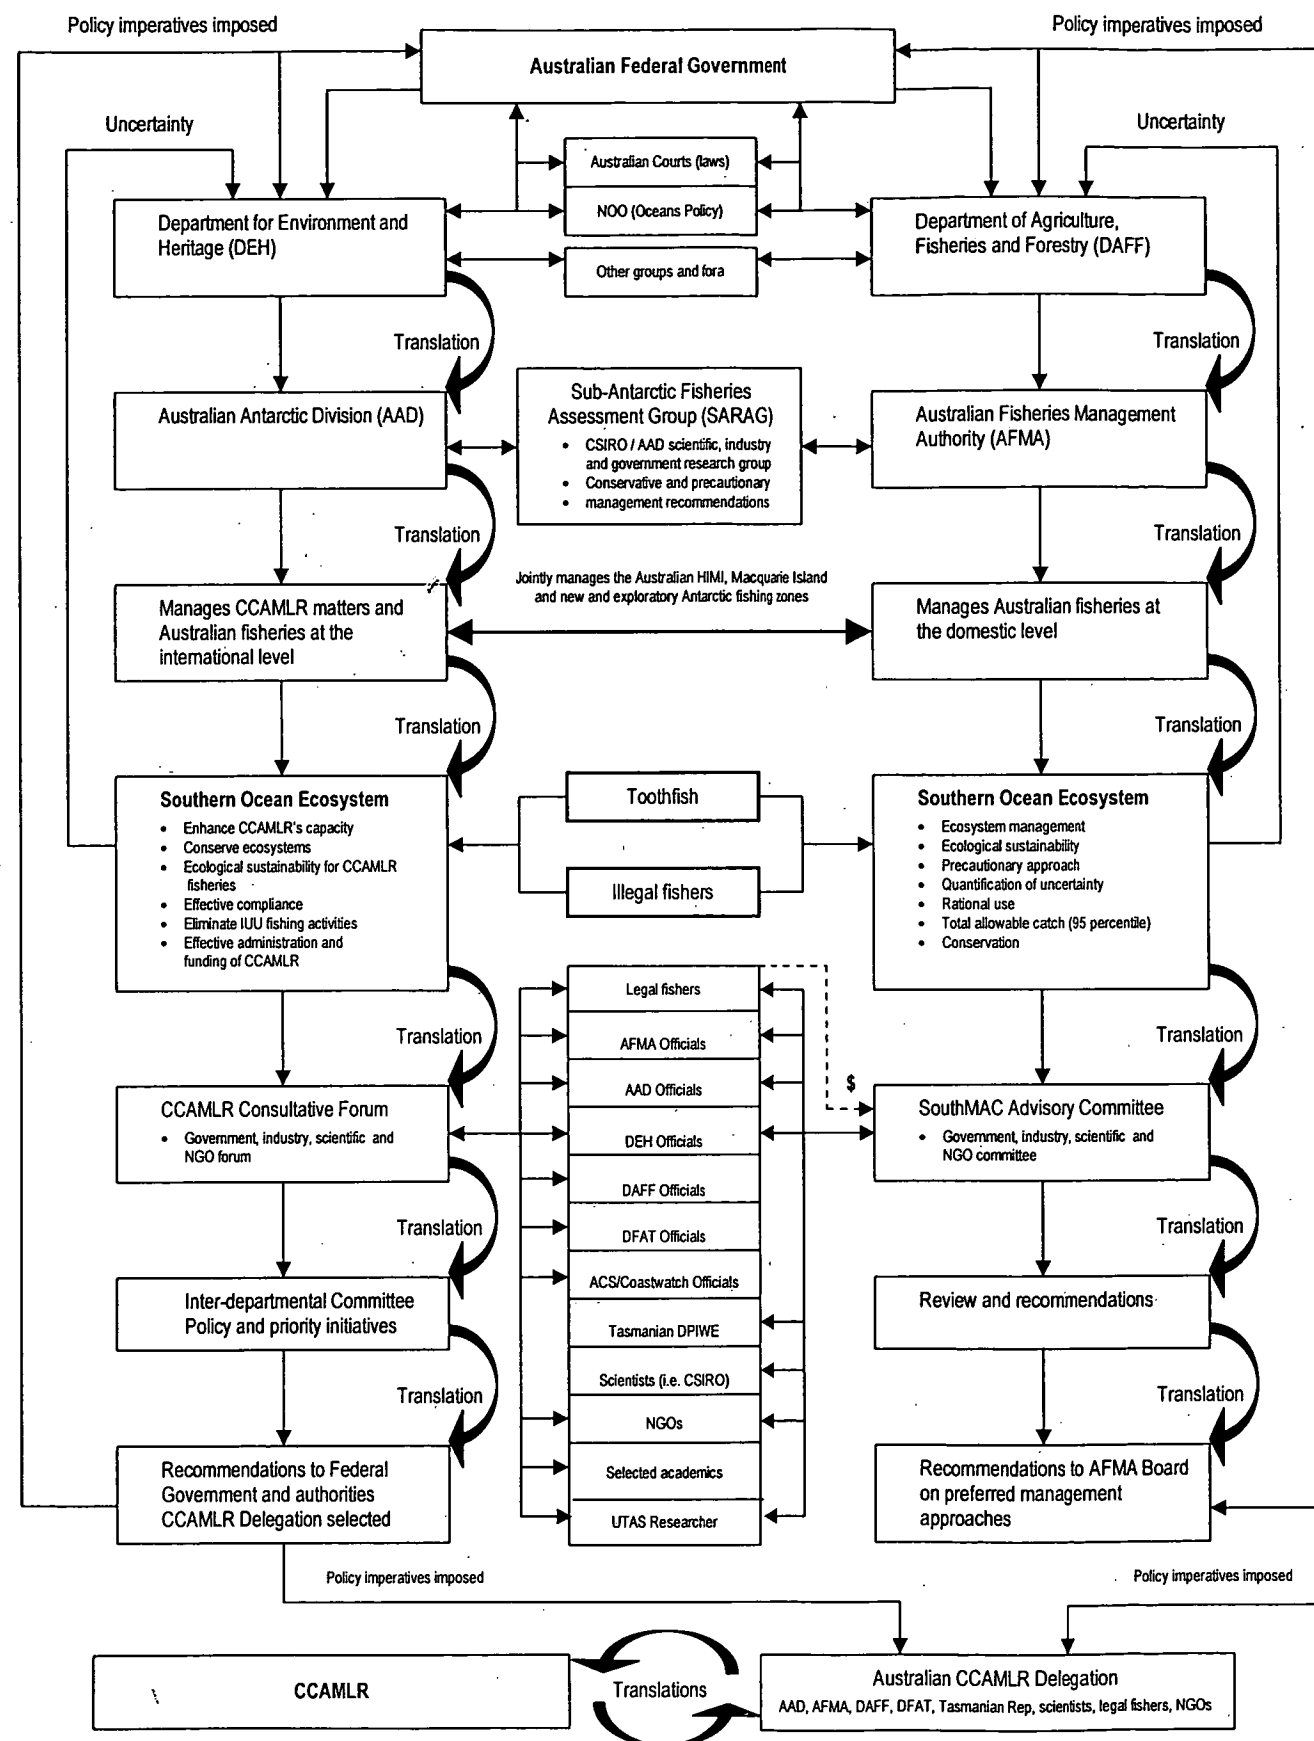 Policy imperatives imposed
Policy imperatives imposed
Australian Federal Government
Uncertainty
Uncertainty
Australian Courts (laws)
NOO (Oceans Policy)
Other groups and fora
Department for Environment and
Heritage (DEH)
Department of Agriculture,
Fisheries and Forestry (DAFF)
Translation
Translation
Australian Antarctic Division (AAD)
Sub-Antarctic Fisheries
Assessment Group (SARAG)
• CSIRO / AAD scientific, industry
and government research group
• Conservative and precautionary
• management recommendations
Australian Fisheries Management
Authority (AFMA)
Translation
Translation
Jointly manages the Australian HIMI, Macquarie Island
and new and exploratory Antarctic fishing zones
Manages CCAMLR matters and
Australian fisheries at the
international level
Manages Australian fisheries at
the domestic level
Translation
Translation
Southern Ocean Ecosystem
• Enhance CCAMLR's capacity
• Conserve ecosystems
• Ecological sustainability for CCAMLR
fisheries
• Effective compliance
• Eliminate IUU fishing activities
• Effective administration and
funding of CCAMLR
Toothfish
Illegal fishers
Southern Ocean Ecosystem
• Ecosystem management
• Ecological sustainability
• Precautionary approach
• Quantification of uncertainty
• Rational use
• Total allowable catch (95 percentile)
• Conservation
Translation
Translation
Legal fishers
AFMA Officials
AAD Officials
DEH Officials
DAFF Officials
DFAT Officials
ACS/Coastwatch Officials
Tasmanian DPIWE
Scientists (i.e. CSIRO)
NGOs
Selected academics
UTAS Researcher
$
CCAMLR Consultative Forum
• Government, industry, scientific and
NGO forum
SouthMAC Advisory Committee
• Government, industry, scientific and
NGO committee
Translation
Translation
Inter-departmental Committee
Policy and priority initiatives
Review and recommendations
Translation
Translation
Recommendations to Federal
Government and authorities
CCAMLR Delegation selected
Recommendations to AFMA Board
on preferred management
approaches
Policy imperatives imposed
Policy imperatives imposed
CCAMLR
Translations
Australian CCAMLR Delegation
AAD, AFMA, DAFF, DFAT, Tasmanian Rep, scientists, legal fishers, NGOs